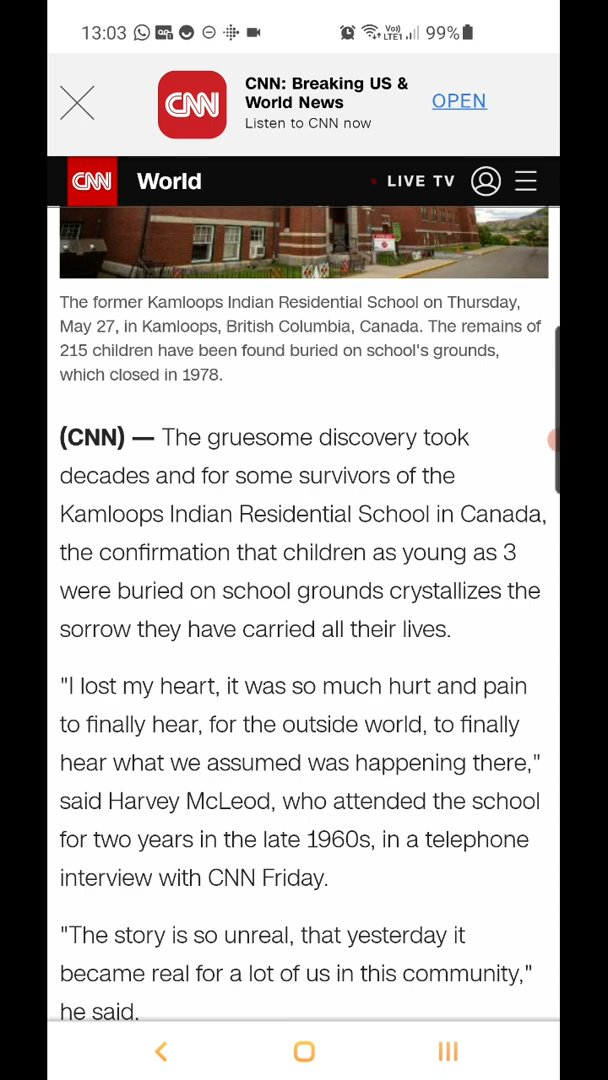 13:03
Vo))
LTE1
99%
CNN
CNN: Breaking US &
World News
Listen to CNN now
OPEN
CNN
World
LIVE TV
The former Kamloops Indian Residential School on Thursday,
May 27, in Kamloops, British Columbia, Canada. The remains of
215 children have been found buried on school's grounds,
which closed in 1978.
(CNN) — The gruesome discovery took
decades and for some survivors of the
Kamloops Indian Residential School in Canada,
the confirmation that children as young as 3
were buried on school grounds crystallizes the
sorrow they have carried all their lives.
"I lost my heart, it was so much hurt and pain
to finally hear, for the outside world, to finally
hear what we assumed was happening there,"
said Harvey McLeod, who attended the school
for two years in the late 1960s, in a telephone
interview with CNN Friday.
"The story is so unreal, that yesterday it
became real for a lot of us in this community,"
he said.